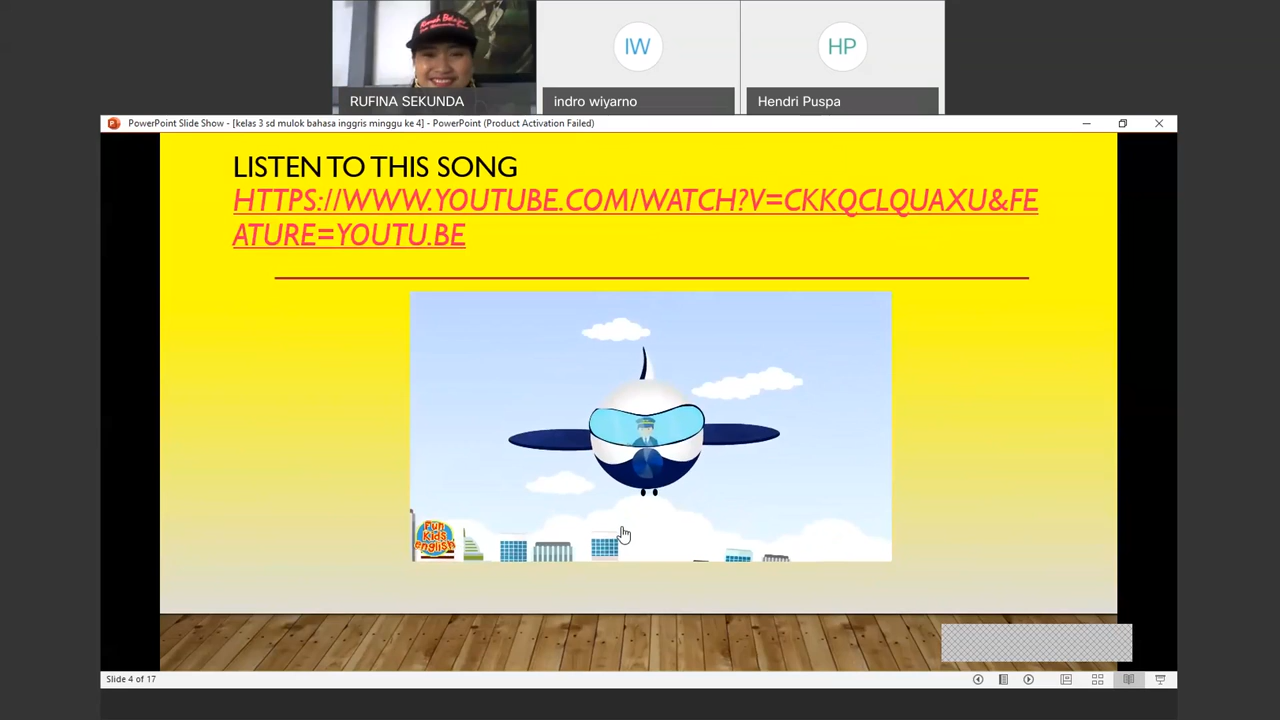 IW
HP
RUFINA SEKUNDA
indro wiyarno
Hendri Puspa
PowerPoint Slide Show - [kelas 3 sd mulok bahasa inggris minggu ke 4] - PowerPoint (Product Activation Failed)
LISTEN TO THIS SONG
HTTPS://WWW.YOUTUBE.COM/WATCH?V=CKKQCLQUAXU&FE
ATURE=YOUTU.BE
Fun
Kids
English
Slide 4 of 17